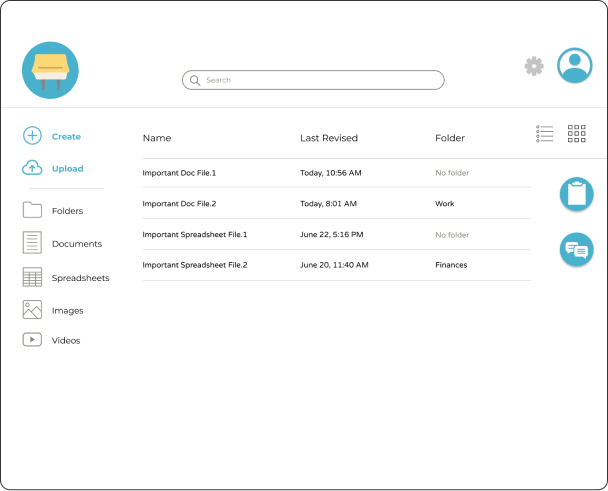 Search
Create
Upload
Folders
Documents
Spreadsheets
Images
Videos
Name Last Revised Folder
Important Doc File.1 Today, 10:56 AM No folder
Important Doc File.2 Today, 8:01 AM Work
Important Spreadsheet File.1 June 22, 5:16 PM No folder
Important Spreadsheet File.2 June 20, 11:40 AM Finances